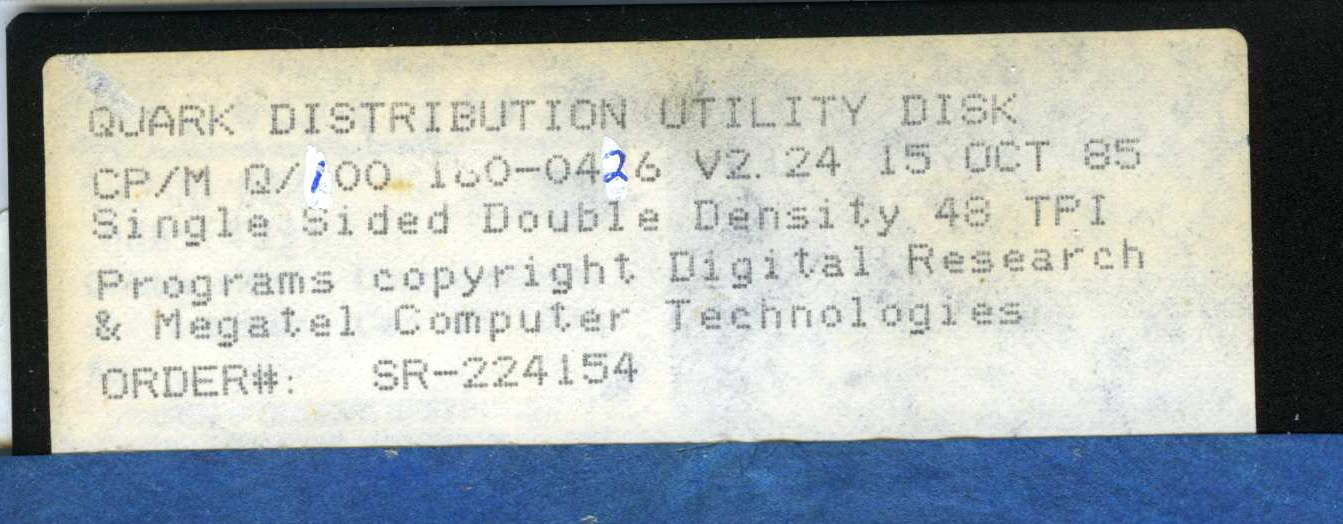 QUARK DISTRIBUTION UTILITY DISK
CP/M Q/100 160-0426 V2.24 15 OCT 85
Single Sided Double Density 48 TPI
Programs copyright Digital Research
& Megatel Computer Technologies
ORDER#: SR-224154